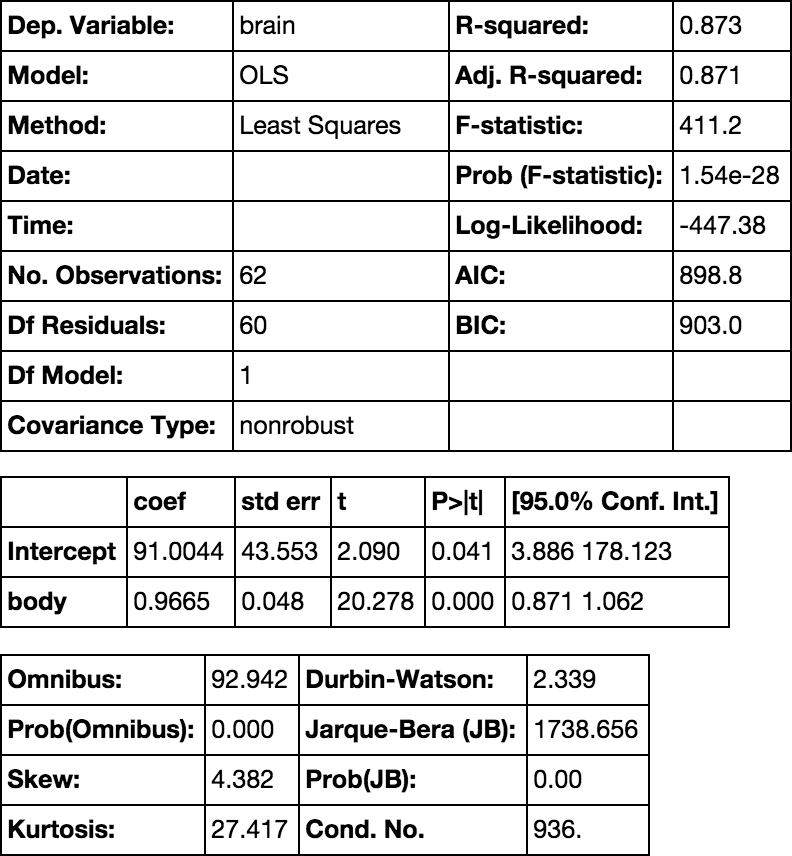 Dep. Variable: brain R-squared: 0.873
Model: OLS Adj. R-squared: 0.871
Method: Least Squares F-statistic: 411.2
Date: Prob (F-statistic): 1.54e-28
Time: Log-Likelihood: -447.38
No. Observations: 62 AIC: 898.8
Df Residuals: 60 BIC: 903.0
Df Model: 1
Covariance Type: nonrobust
coef std err t P>|t| [95.0% Conf. Int.]
Intercept 91.0044 43.553 2.090 0.041 3.886 178.123
body 0.9665 0.048 20.278 0.000 0.871 1.062
Omnibus: 92.942 Durbin-Watson: 2.339
Prob(Omnibus): 0.000 Jarque-Bera (JB): 1738.656
Skew: 4.382 Prob(JB): 0.00
Kurtosis: 27.417 Cond. No. 936.